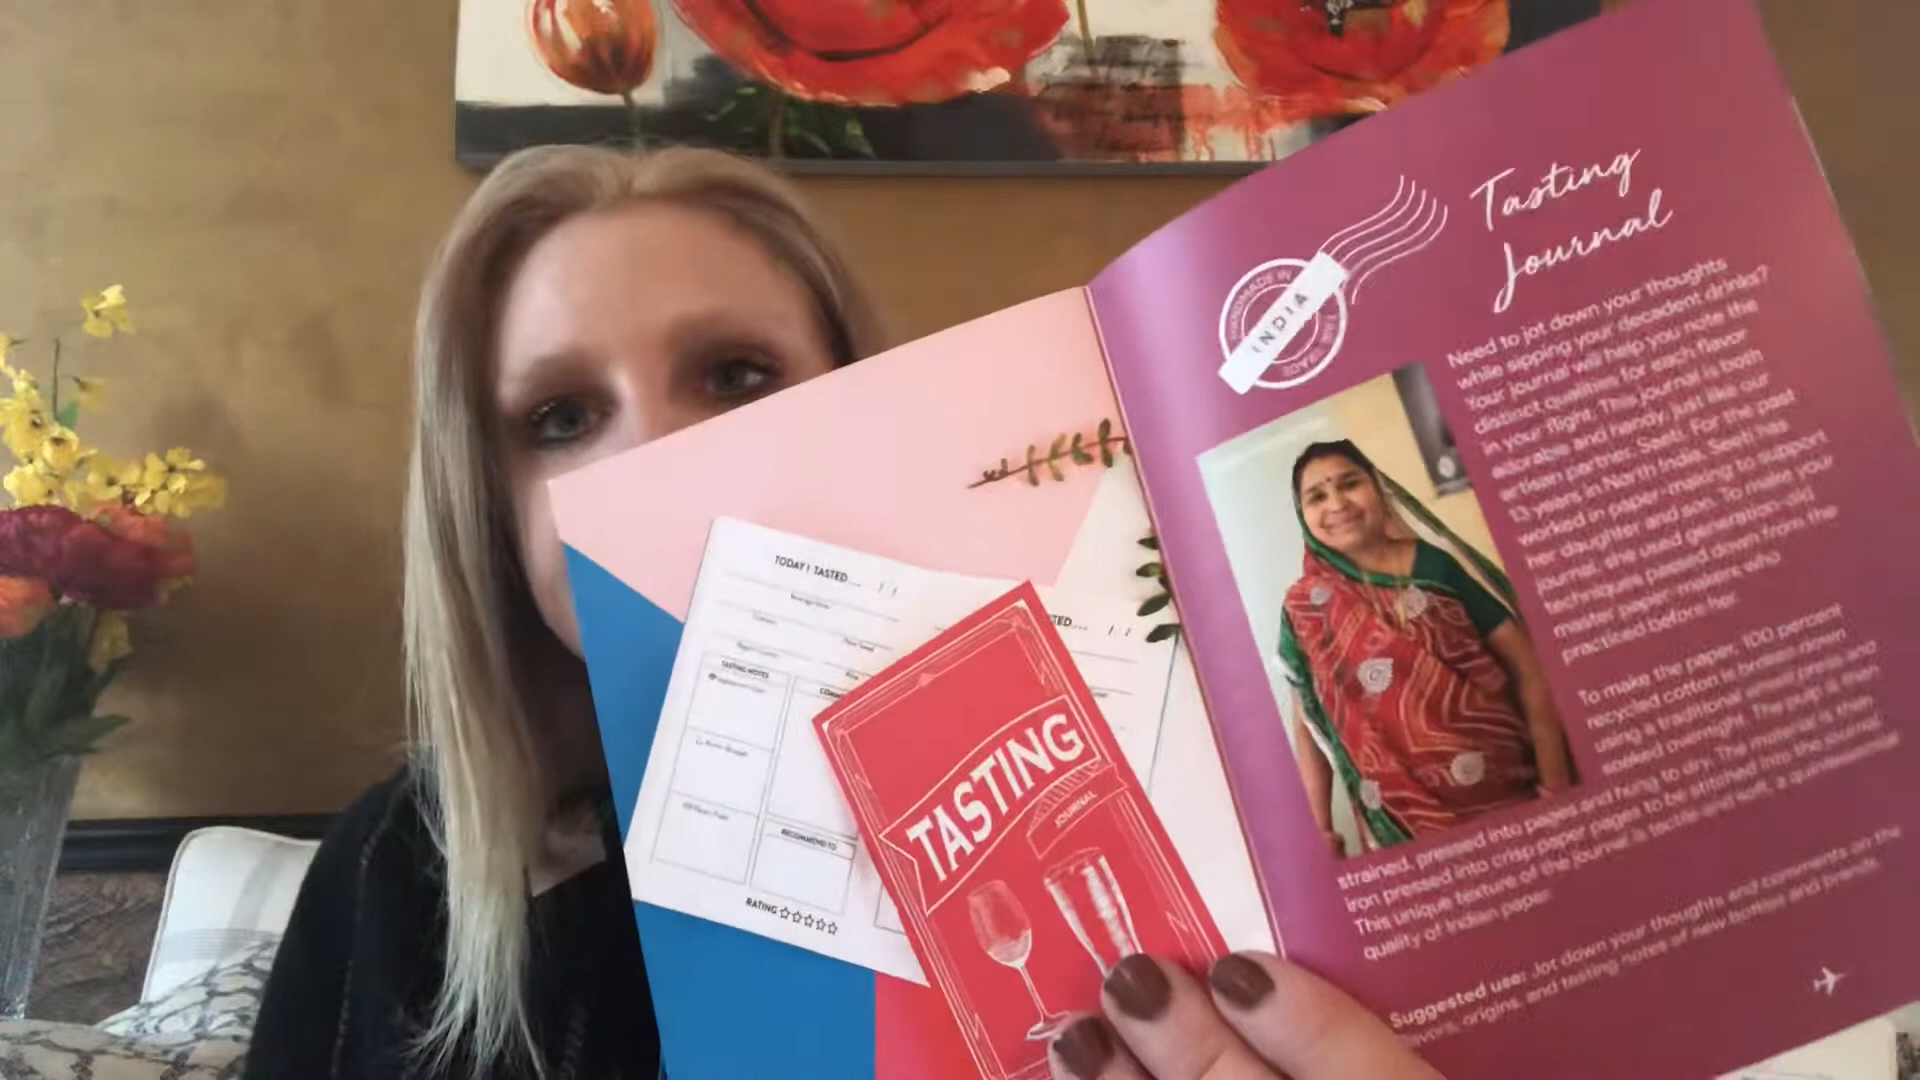 TODAY I TASTED.... / /
TASTING NOTES
RECOMMEND TO
RATING
TED.... / /
TASTING
JOURNAL
HANDMADE IN
INDIA
Tasting
Journal
Need to jot down your thoughts
while sipping your decadent drinks?
Your journal will help you note the
distinct qualities for each flavor
in your flight. This journal is both
adorable and handy, just like our
artisan partner, Seeti. For the past
13 years in North India, Seeti has
worked in paper-making to support
her daughter and son. To make your
journal, she used generation-old
techniques passed down from the
master paper-makers who
practiced before her.
To make the paper, 100 percent
recycled cotton is broken down
using a traditional wheel press and
soaked overnight. The pulp is then
strained, pressed into pages and hung to dry. The material is then
iron pressed into crisp paper pages to be stitched into the journal.
This unique texture of the journal is tactile and soft, a quintessential
quality of Indian paper.
Suggested use: Jot down your thoughts and comments on the
flavors, origins, and tasting notes of new bottles and brands.